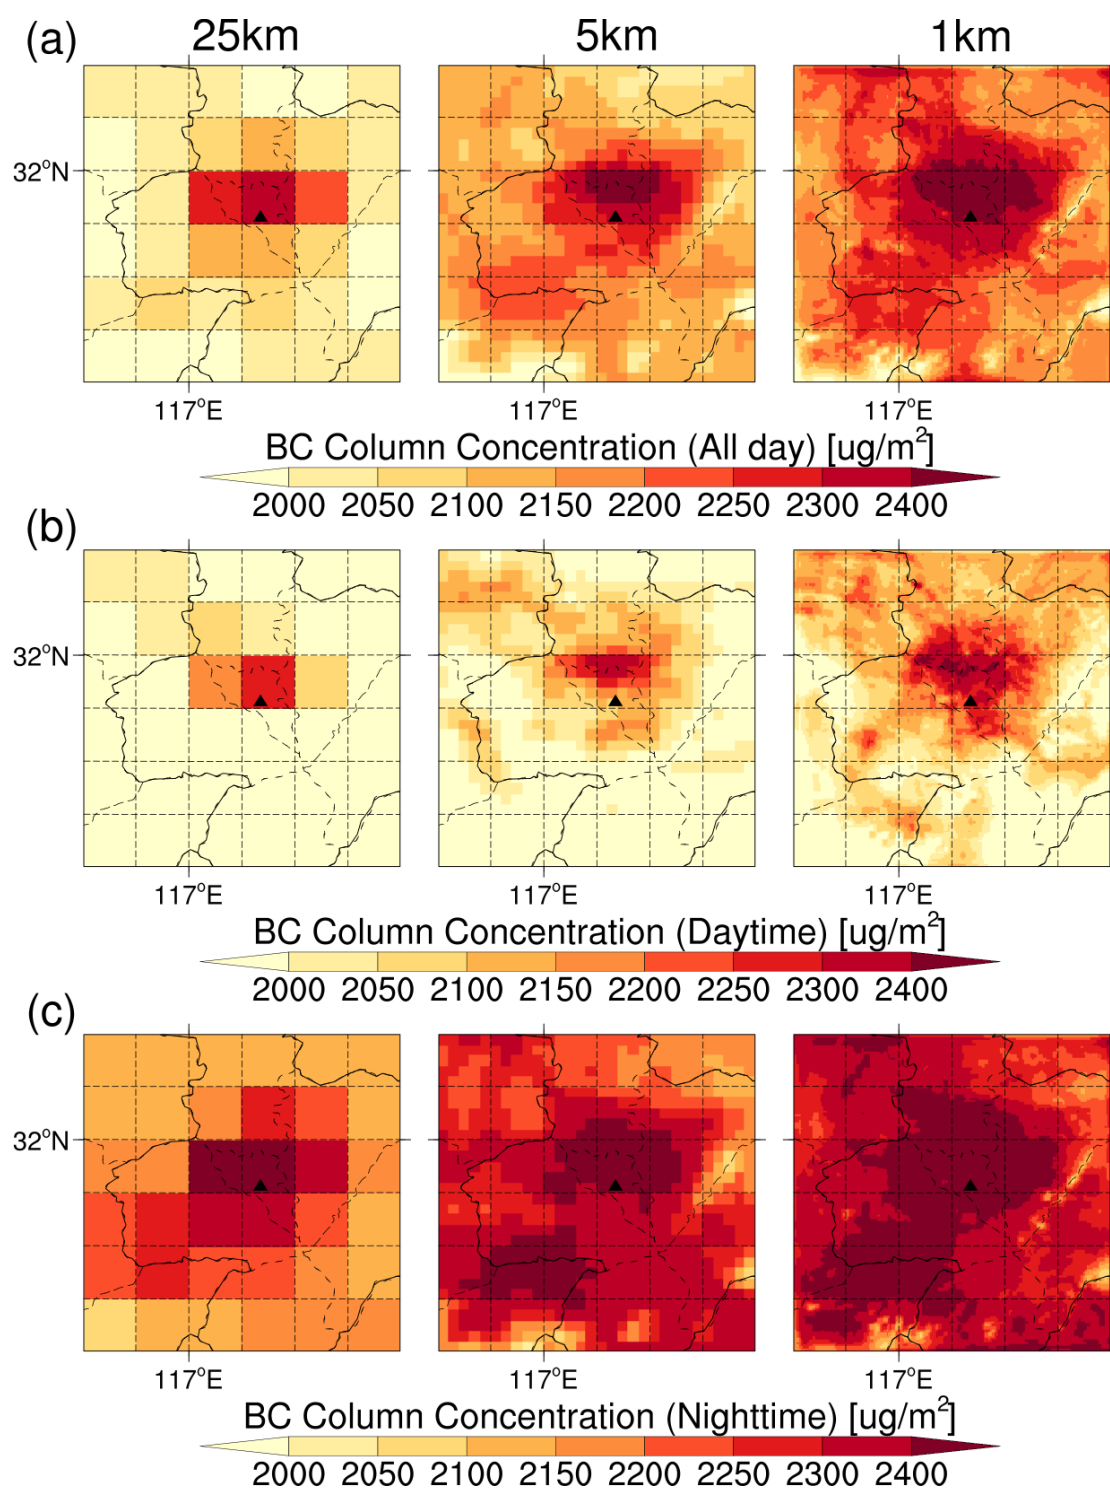 (a) 25km 5km 1km
32°N
117°E 117°E 117°E
BC Column Concentration (All day) [ug/m²]
2000 2050 2100 2150 2200 2250 2300 2400
(b)
32°N
117°E 117°E 117°E
BC Column Concentration (Daytime) [ug/m²]
2000 2050 2100 2150 2200 2250 2300 2400
(c)
32°N
117°E 117°E 117°E
BC Column Concentration (Nighttime) [ug/m²]
2000 2050 2100 2150 2200 2250 2300 2400